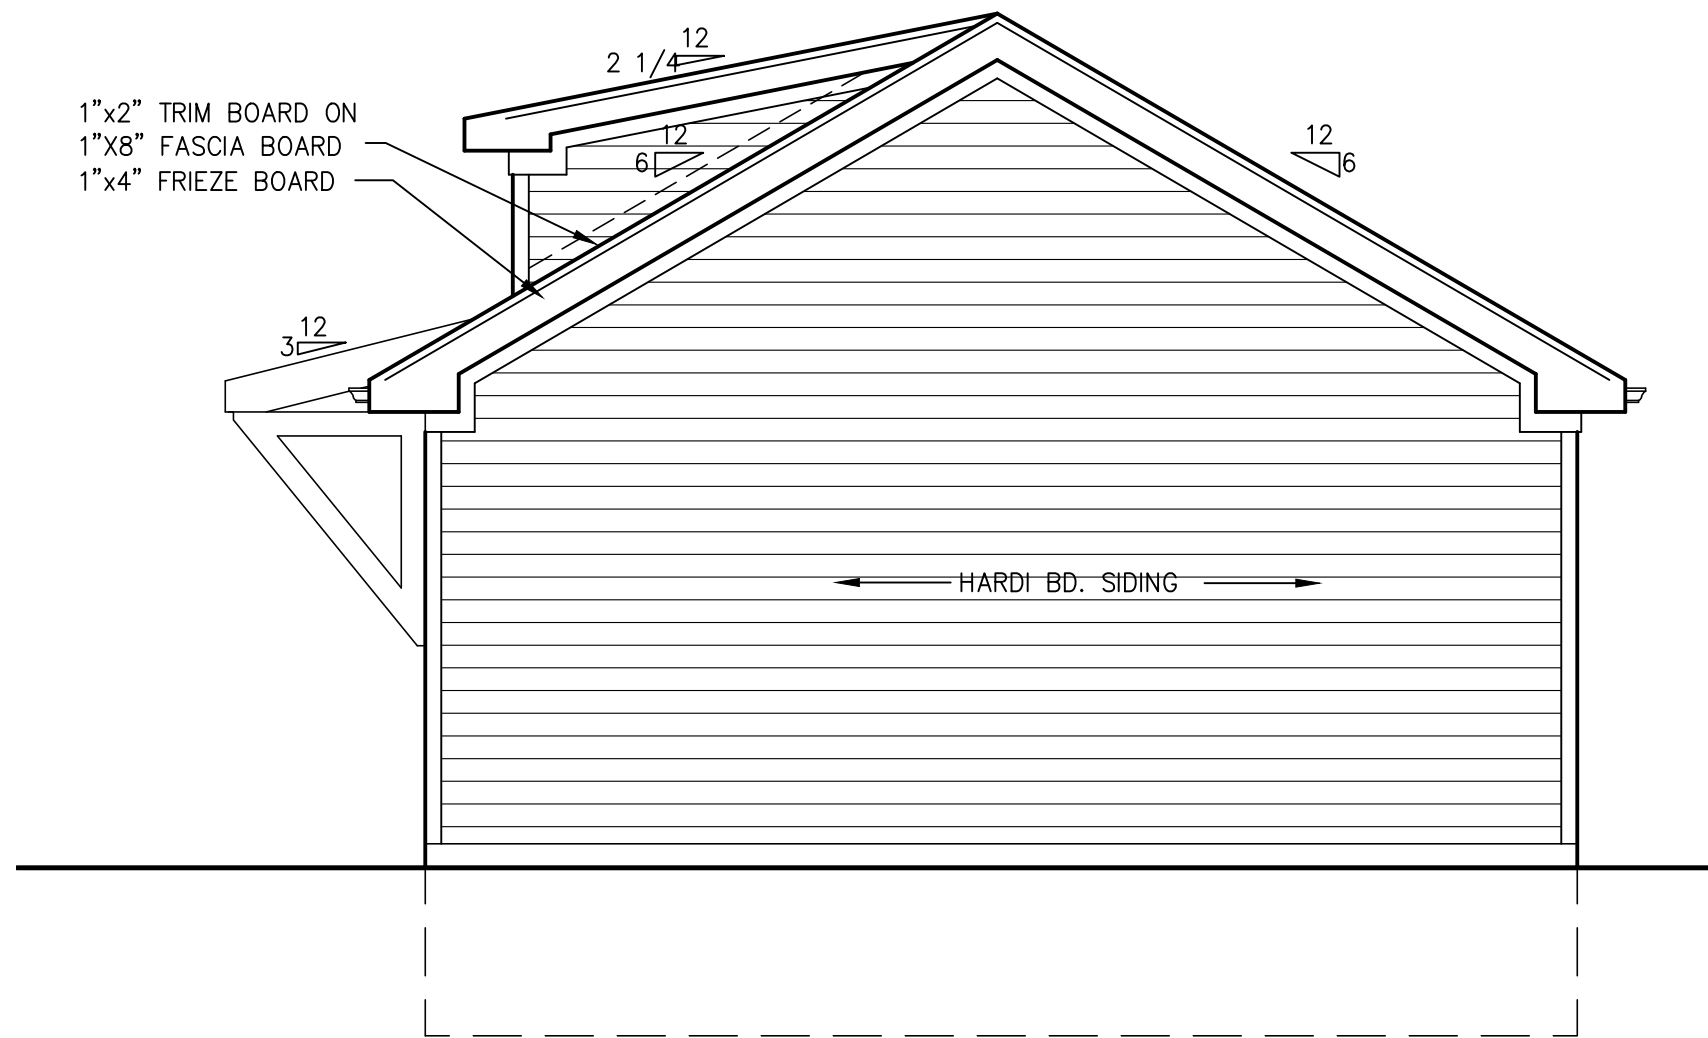 12
2 1/4
1”x2” TRIM BOARD ON
1”X8” FASCIA BOARD
1”x4” FRIEZE BOARD
12
6
12
6
12
3
HARDI BD. SIDING